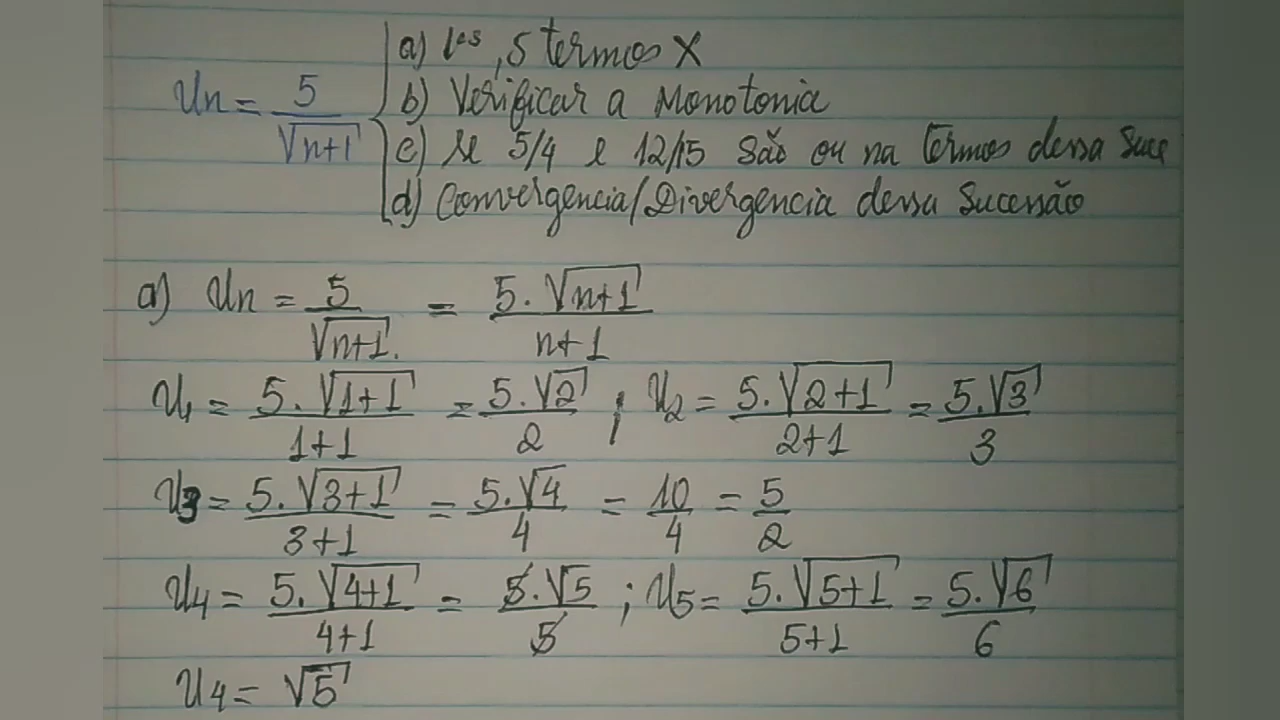 Un = 5/√(n+1)
a) 1ºs, 5 termos X
b) Verificar a Monotonia
c) se 5/4 e 12/15 são ou na termos dessa Suce
d) Convergência/Divergência dessa Sucessão
a) Un = 5/√(n+1) = 5.√(n+1)/(n+1)
U1 = 5.√(1+1)/(1+1) = 5.√2/2 ; U2 = 5.√(2+1)/(2+1) = 5.√3/3
U3 = 5.√(3+1)/(3+1) = 5.√4/4 = 10/4 = 5/2
U4 = 5.√(4+1)/(4+1) = 5.√5/5 ; U5 = 5.√(5+1)/(5+1) = 5.√6/6
U4 = √5